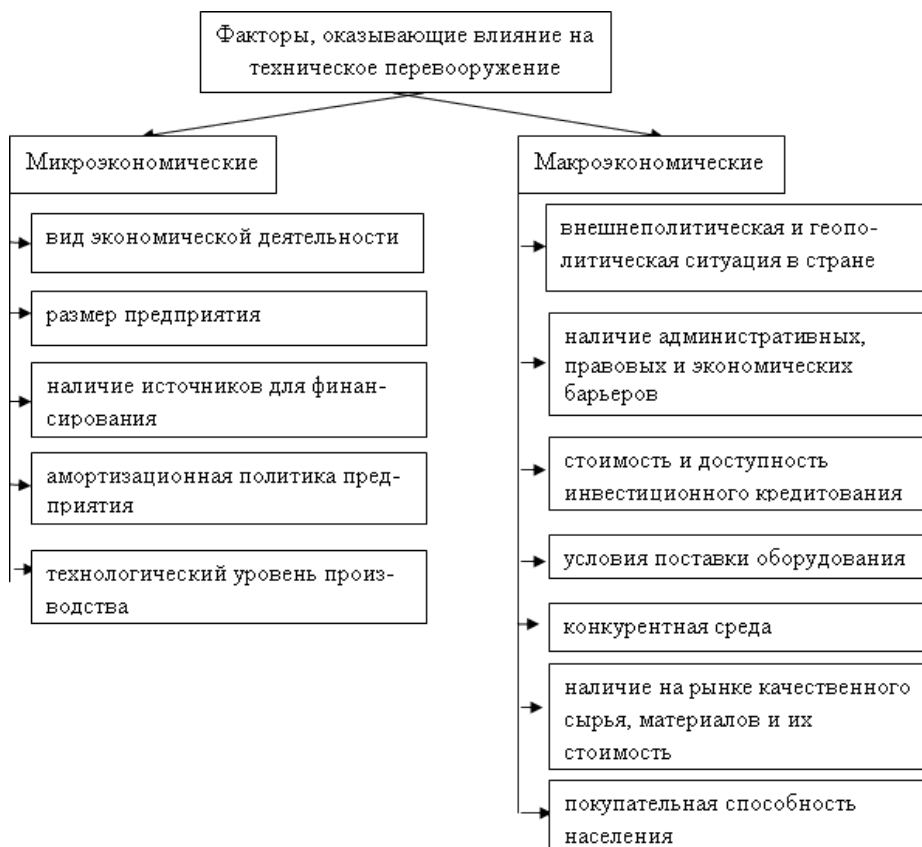 Факторы, оказывающие влияние на
техническое перевооружение
Микроэкономические
вид экономической деятельности
размер предприятия
наличие источников для финан-
сирования
амортизационная политика пред-
приятия
технологический уровень произ-
водства
Макроэкономические
внешнеполитическая и геопо-
литическая ситуация в стране
наличие административных,
правовых и экономических
барьеров
стоимость и доступность
инвестиционного кредитования
условия поставки оборудования
конкурентная среда
наличие на рынке качественного
сырья, материалов и их
стоимость
покупательная способность
населения